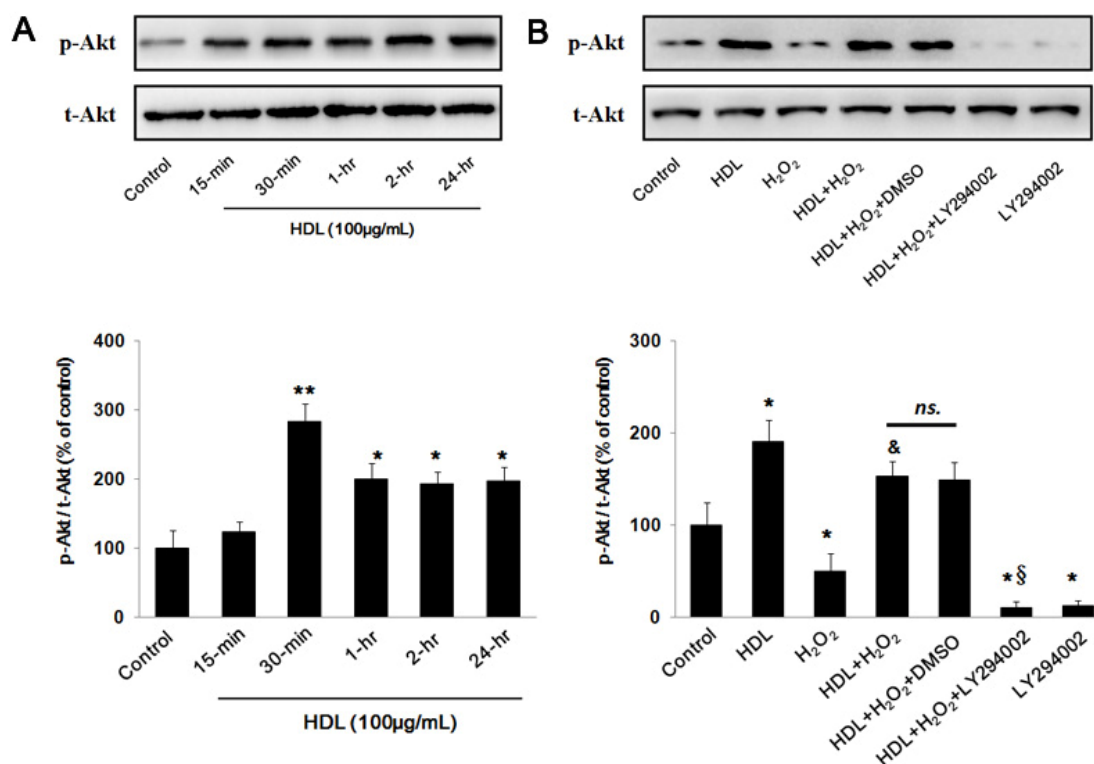 A
p-Akt
t-Akt
Control
15-min
30-min
1-hr
2-hr
24-hr
HDL (100µg/mL)
B
p-Akt
t-Akt
Control
HDL
H₂O₂
HDL+H₂O₂
HDL+H₂O₂+DMSO
HDL+H₂O₂+LY294002
LY294002
p-Akt / t-Akt (% of control)
400
300
200
100
0
**
*
*
*
Control
15-min
30-min
1-hr
2-hr
24-hr
HDL (100µg/mL)
p-Akt / t-Akt (% of control)
300
200
100
0
*
*
&
ns.
*§
*
Control
HDL
H₂O₂
HDL+H₂O₂
HDL+H₂O₂+DMSO
HDL+H₂O₂+LY294002
LY294002